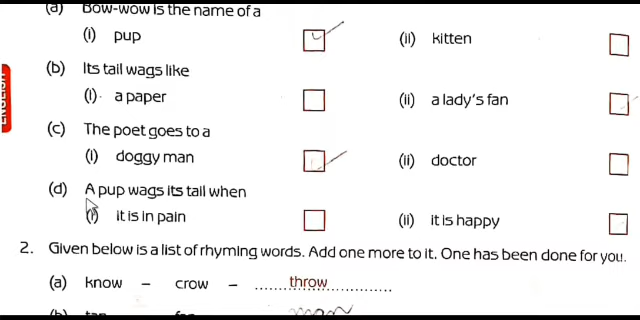 (a) Bow-wow is the name of a
(i) pup (ii) kitten
(b) Its tail wags like
(i) a paper (ii) a lady's fan
(c) The poet goes to a
(i) doggy man (ii) doctor
(d) A pup wags its tail when
(i) it is in pain (ii) it is happy
2. Given below is a list of rhyming words. Add one more to it. One has been done for you.
(a) know – crow – throw
(b) tan man
ENGLISH